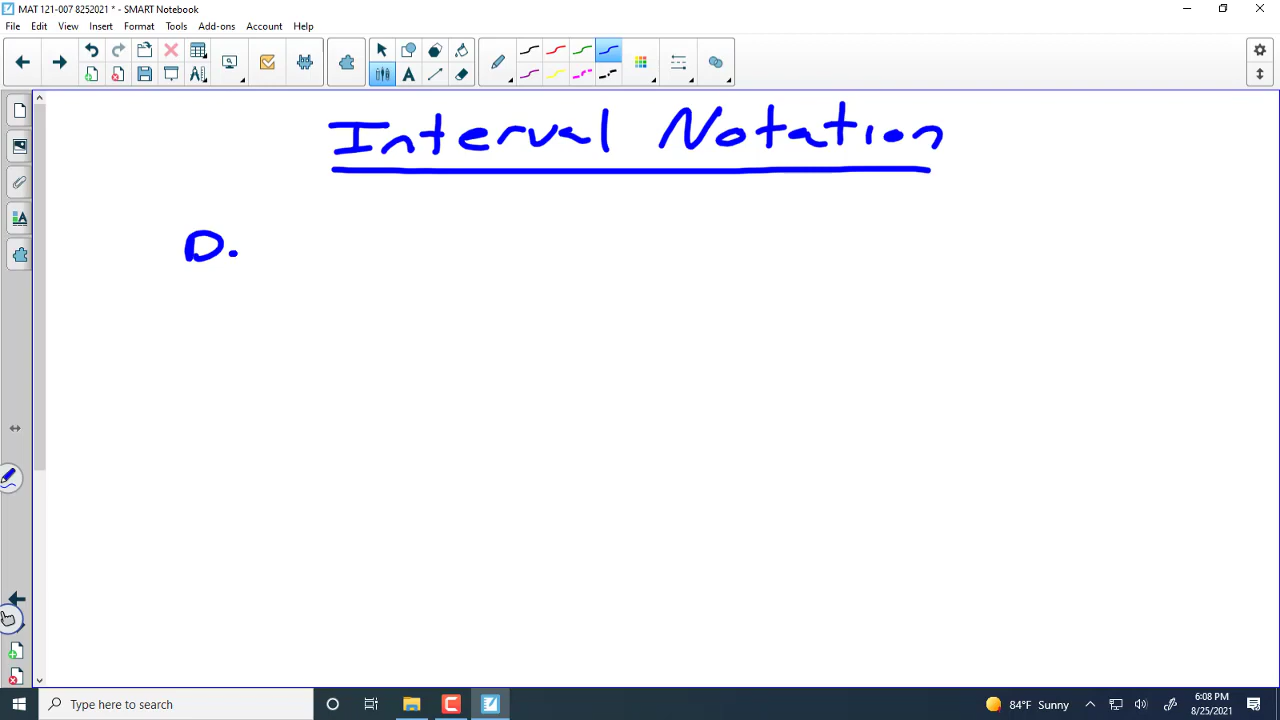 MAT 121-007 8252021 * - SMART Notebook
File Edit View Insert Format Tools Add-ons Account Help
Interval Notation
D.
Type here to search
84°F Sunny
6:08 PM
8/25/2021